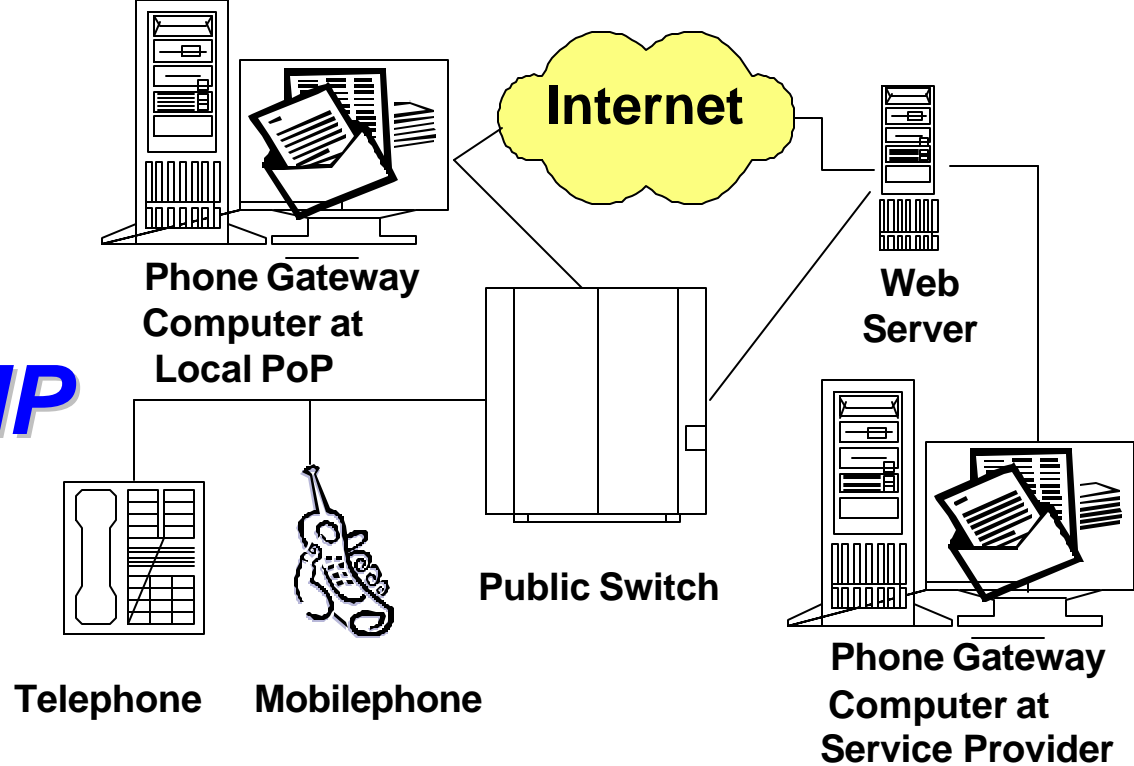 Internet
Phone Gateway
Computer at
Local PoP
Web
Server
IP
Public Switch
Telephone
Mobilephone
Phone Gateway
Computer at
Service Provider